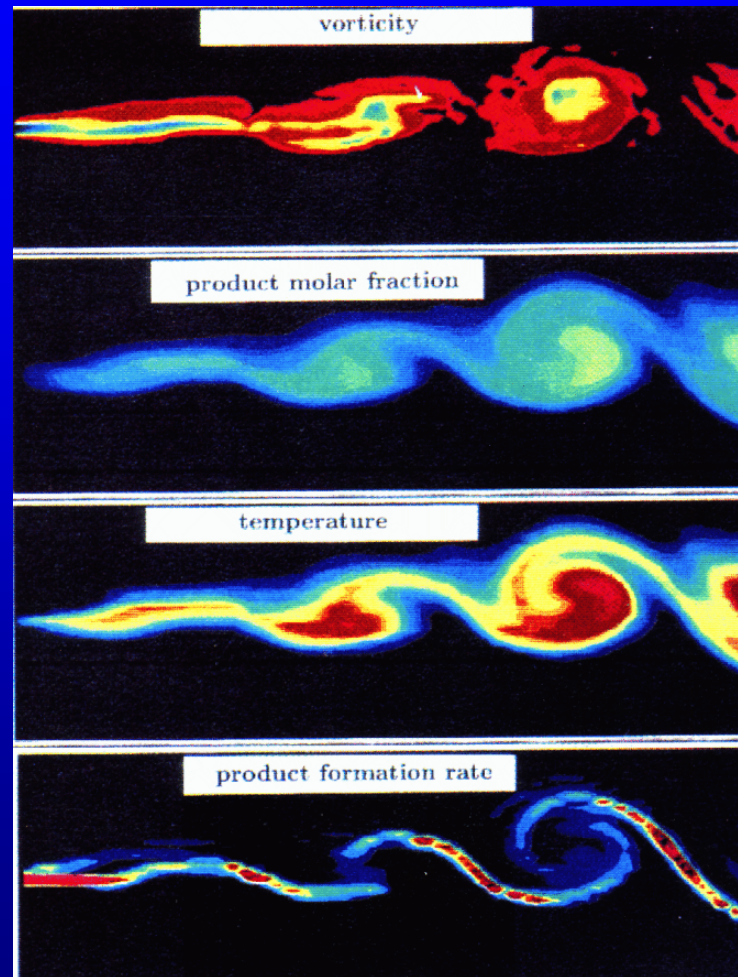 vorticity
product molar fraction
temperature
product formation rate